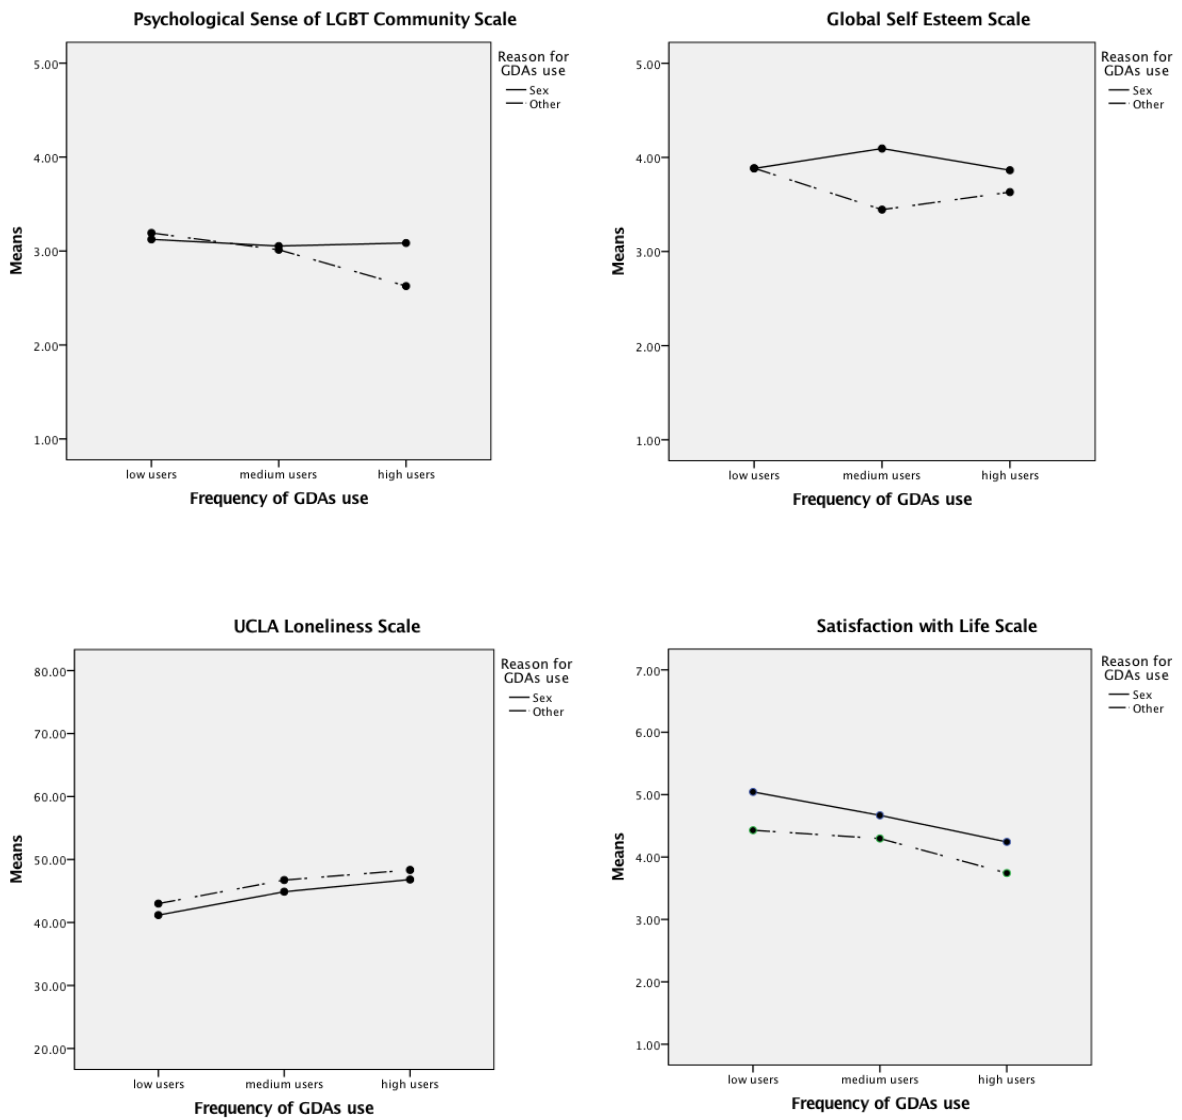 Psychological Sense of LGBT Community Scale
Reason for
GDAs use
Sex
Other
5.00
4.00
3.00
2.00
1.00
Means
low users
medium users
high users
Frequency of GDAs use
Global Self Esteem Scale
Reason for
GDAs use
Sex
Other
5.00
4.00
3.00
2.00
1.00
Means
low users
medium users
high users
Frequency of GDAs use
UCLA Loneliness Scale
Reason for
GDAs use
Sex
Other
80.00
70.00
60.00
50.00
40.00
30.00
20.00
Means
low users
medium users
high users
Frequency of GDAs use
Satisfaction with Life Scale
Reason for
GDAs use
Sex
Other
7.00
6.00
5.00
4.00
3.00
2.00
1.00
Means
low users
medium users
high users
Frequency of GDAs use